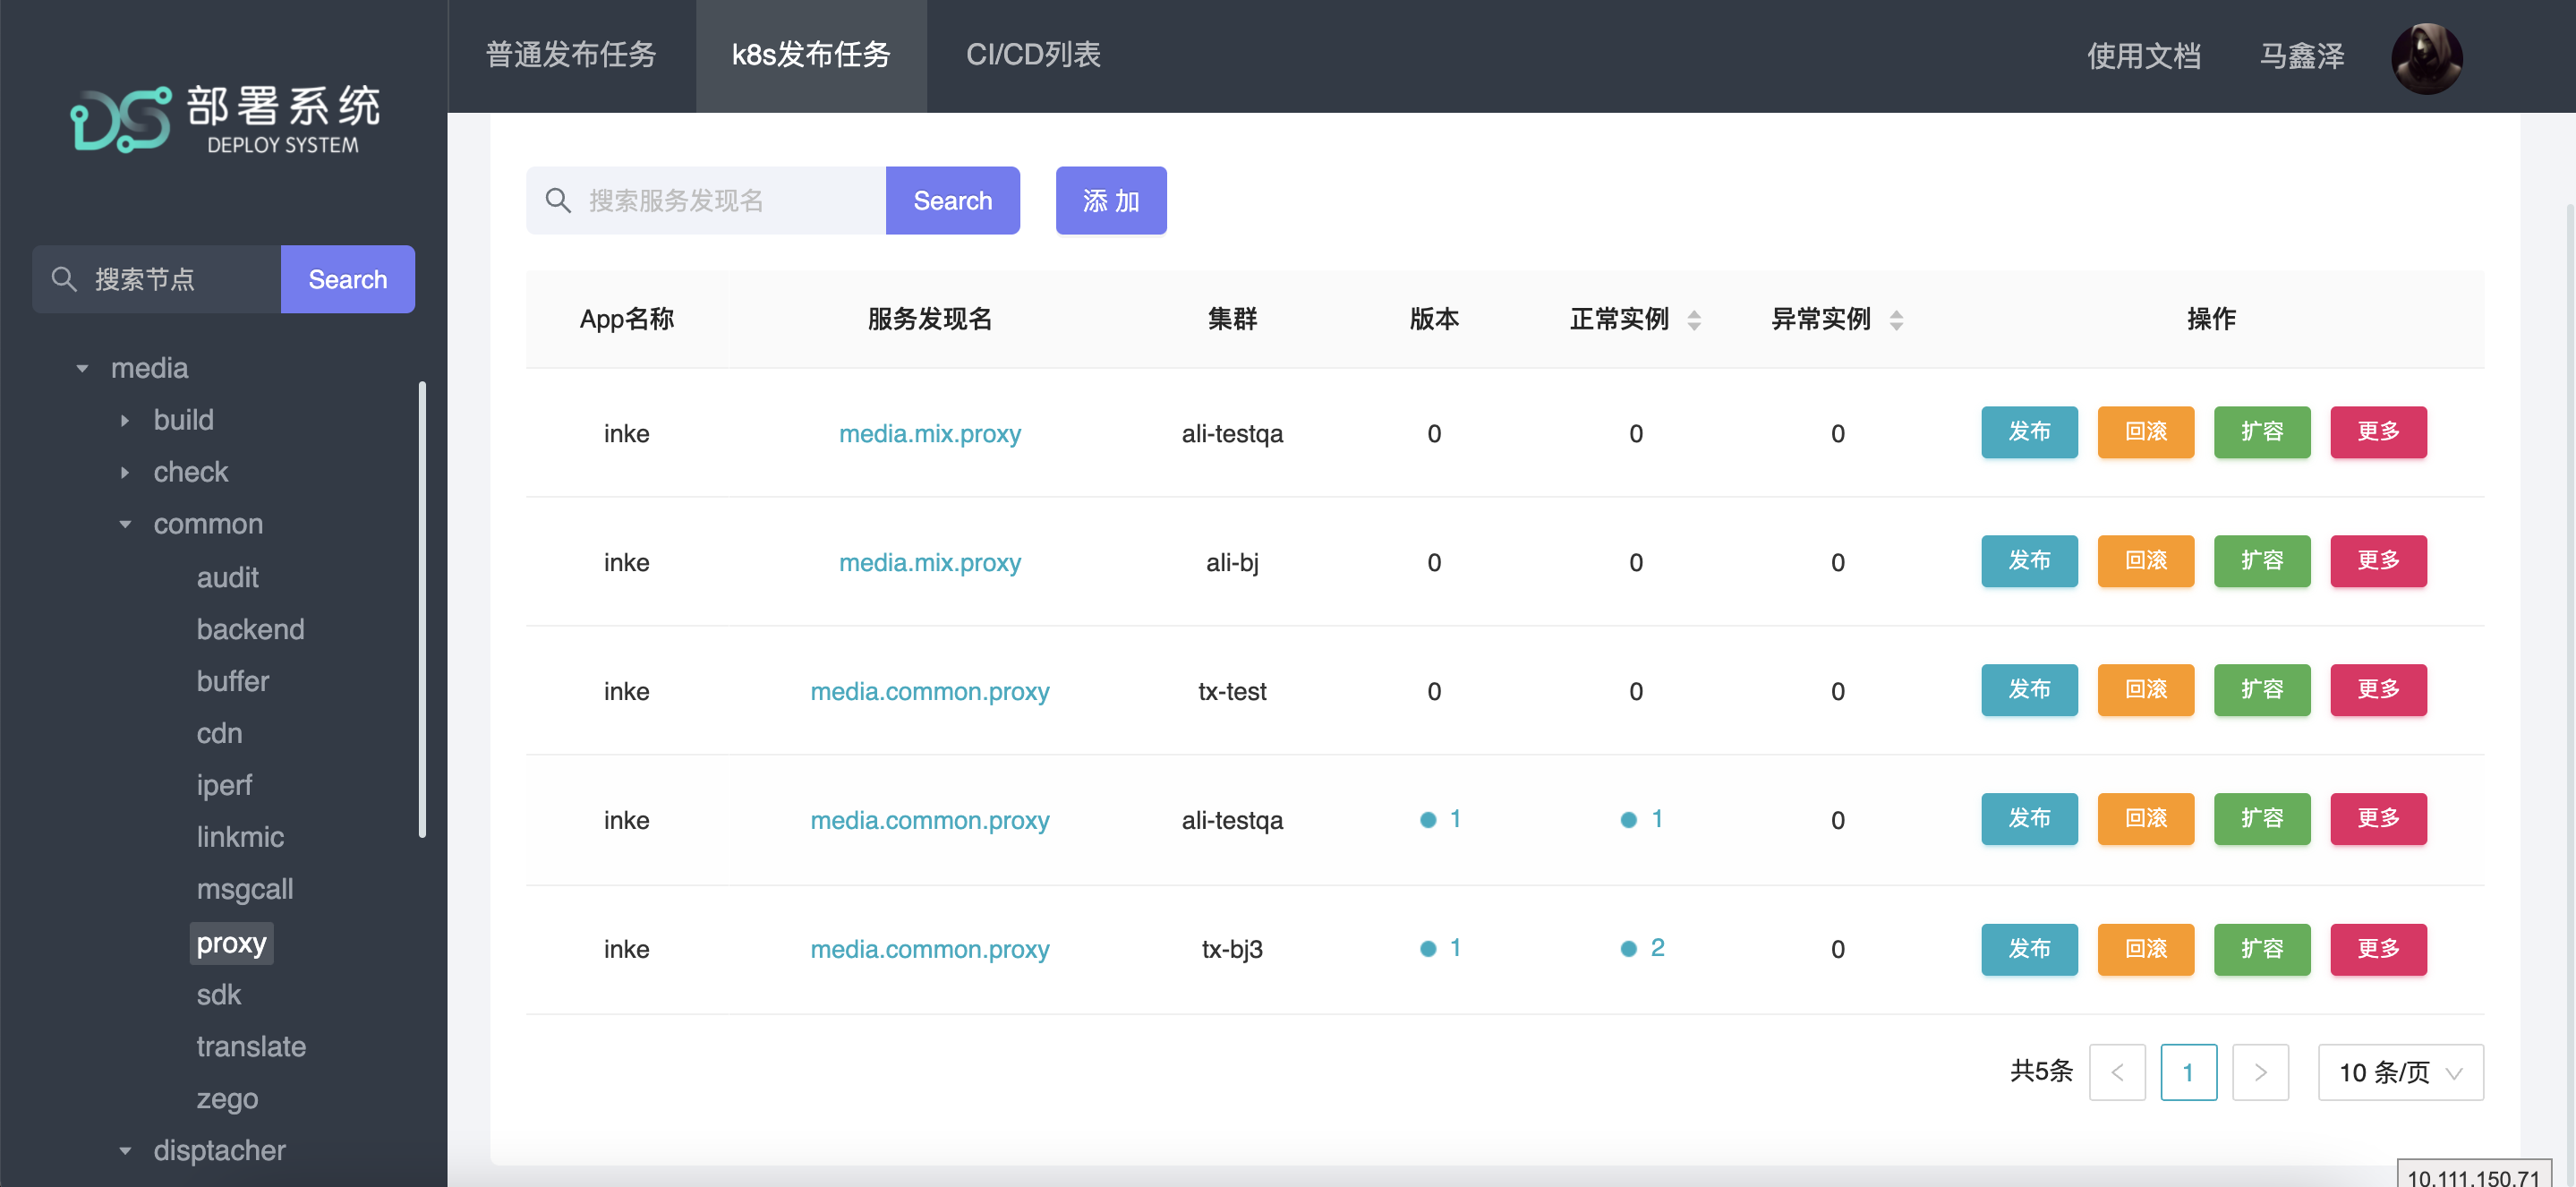 部署系统
DEPLOY SYSTEM
普通发布任务
k8s发布任务
CI/CD列表
使用文档
马鑫泽
搜索节点
Search
media
build
check
common
audit
backend
buffer
cdn
iperf
linkmic
msgcall
proxy
sdk
translate
zego
disptacher
搜索服务发现名
Search
添 加
App名称 服务发现名 集群 版本 正常实例 异常实例 操作
inke media.mix.proxy ali-testqa 0 0 0 发布 回滚 扩容 更多
inke media.mix.proxy ali-bj 0 0 0 发布 回滚 扩容 更多
inke media.common.proxy tx-test 0 0 0 发布 回滚 扩容 更多
inke media.common.proxy ali-testqa 1 1 0 发布 回滚 扩容 更多
inke media.common.proxy tx-bj3 1 2 0 发布 回滚 扩容 更多
共5条 < 1 > 10 条/页
10.111.150.71